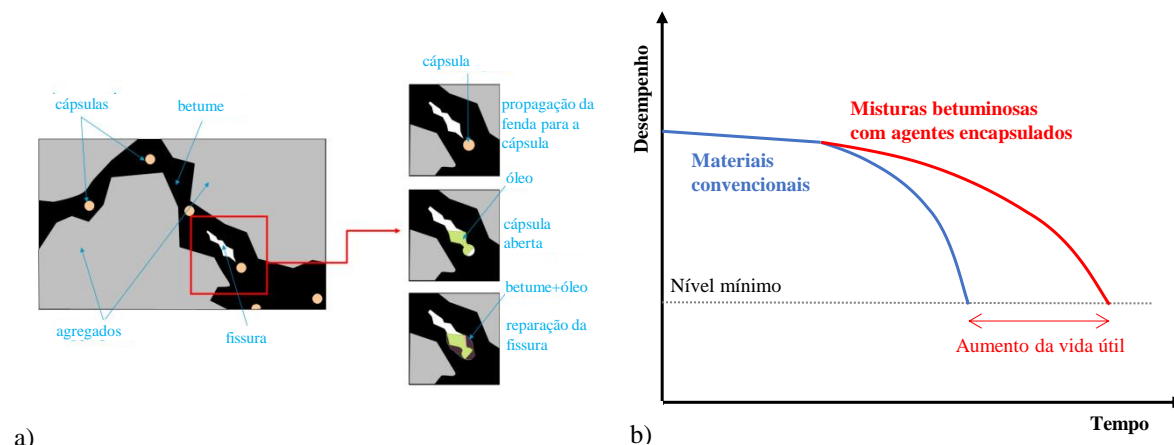 cápsulas
betume
agregados
fissura
cápsula
propagação da
fenda para a
cápsula
óleo
cápsula
aberta
betume+óleo
reparação da
fissura
a)
Desempenho
Misturas betuminosas
com agentes encapsulados
Materiais
convencionais
Nível mínimo
Aumento da vida útil
Tempo
b)